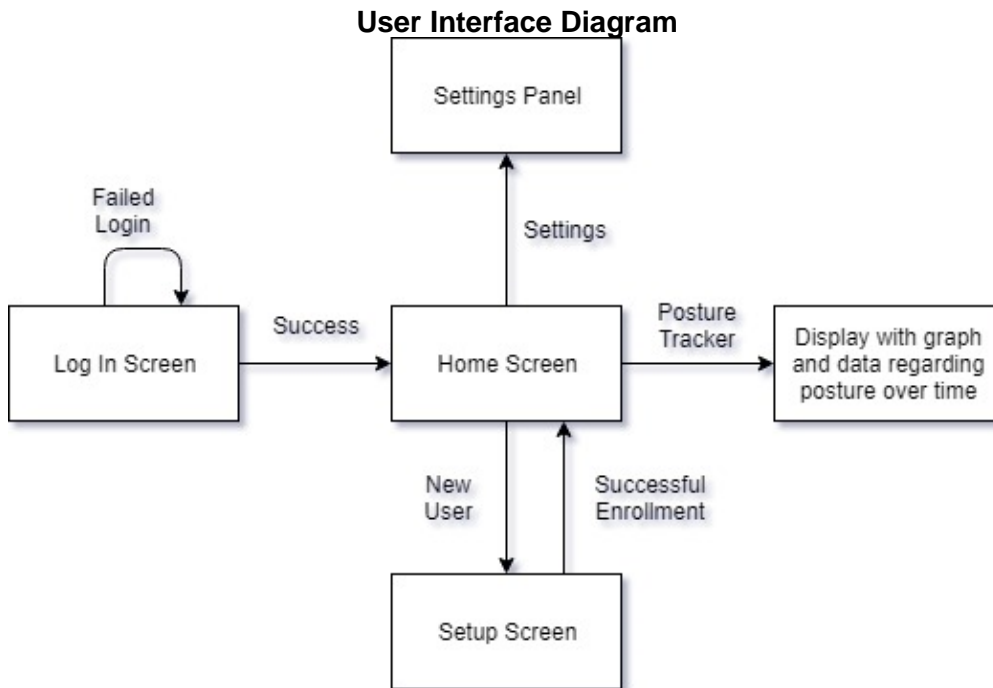 User Interface Diagram
Settings Panel
Failed
Login
Settings
Log In Screen
Success
Home Screen
Posture
Tracker
Display with graph
and data regarding
posture over time
New
User
Successful
Enrollment
Setup Screen